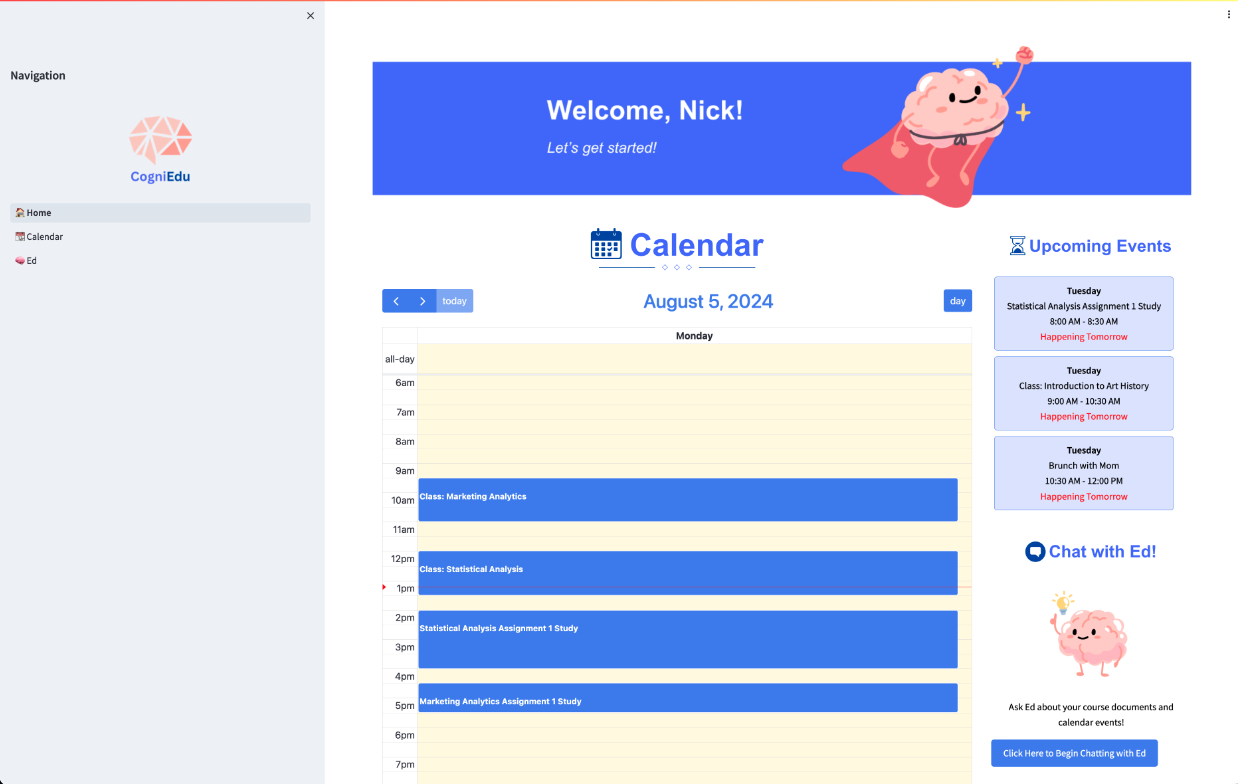 Navigation
CogniEdu
Home
Calendar
Ed
Welcome, Nick!
Let's get started!
Calendar
today
August 5, 2024
day
Monday
all-day
6am
7am
8am
9am
10am
Class: Marketing Analytics
11am
12pm
Class: Statistical Analysis
1pm
2pm
Statistical Analysis Assignment 1 Study
3pm
4pm
5pm
Marketing Analytics Assignment 1 Study
6pm
7pm
Upcoming Events
Tuesday
Statistical Analysis Assignment 1 Study
8:00 AM - 8:30 AM
Happening Tomorrow
Tuesday
Class: Introduction to Art History
9:00 AM - 10:30 AM
Happening Tomorrow
Tuesday
Brunch with Mom
10:30 AM - 12:00 PM
Happening Tomorrow
Chat with Ed!
Ask Ed about your course documents and
calendar events!
Click Here to Begin Chatting with Ed